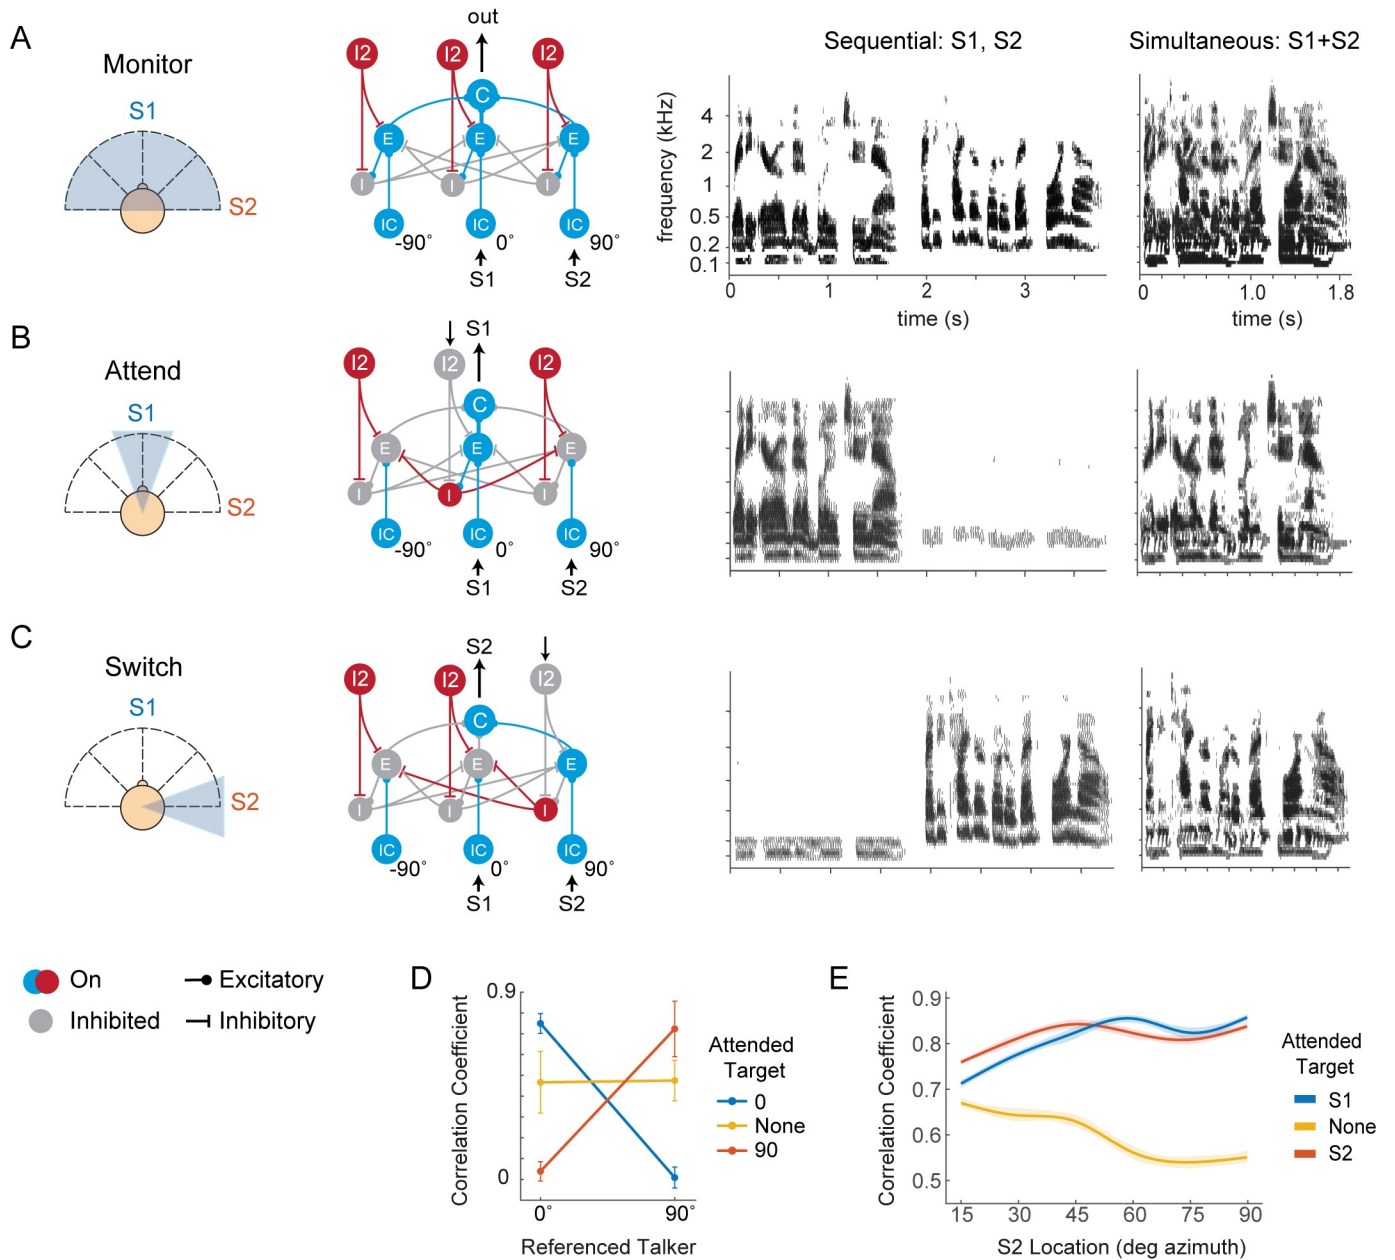 A
Monitor
S1
S2
out
I2 I2 I2
C
E E E
I I I
IC IC IC
-90° 0° 90°
S1 S2
Sequential: S1, S2
Simultaneous: S1+S2
frequency (kHz)
4
2
1
0.5
0.2
0.1
0 1 2 3
time (s)
0 1.0 1.8
time (s)
B
Attend
S1
S2
S1
I2 I2 I2
C
E E E
I I I
IC IC IC
-90° 0° 90°
S1 S2
C
Switch
S1
S2
S2
I2 I2 I2
C
E E E
I I I
IC IC IC
-90° 0° 90°
S1 S2
On
Excitatory
Inhibited
Inhibitory
D
Correlation Coefficient
0.9
0
0° 90°
Referenced Talker
Attended
Target
0
None
90
E
Correlation Coefficient
0.9
0.8
0.7
0.6
0.5
15 30 45 60 75 90
S2 Location (deg azimuth)
Attended
Target
S1
None
S2